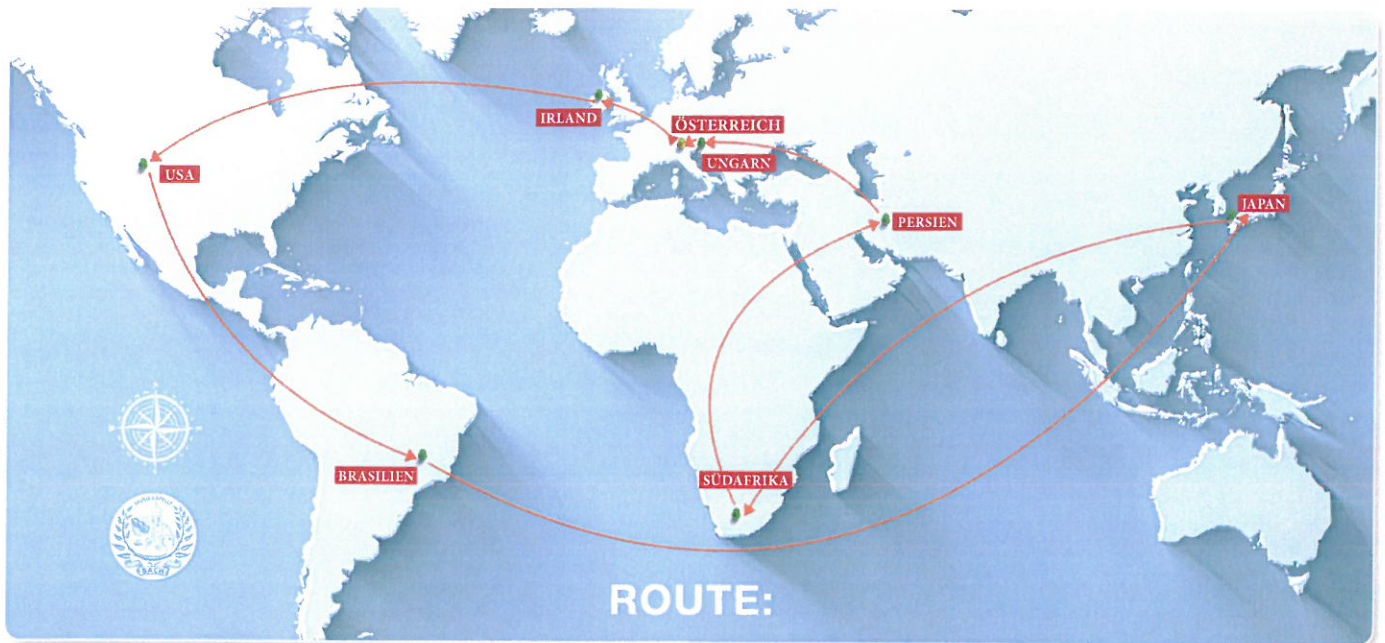 IRLAND
ÖSTERREICH
UNGARN
USA
PERSIEN
JAPAN
BRASILIEN
SÜDAFRIKA
ROUTE: